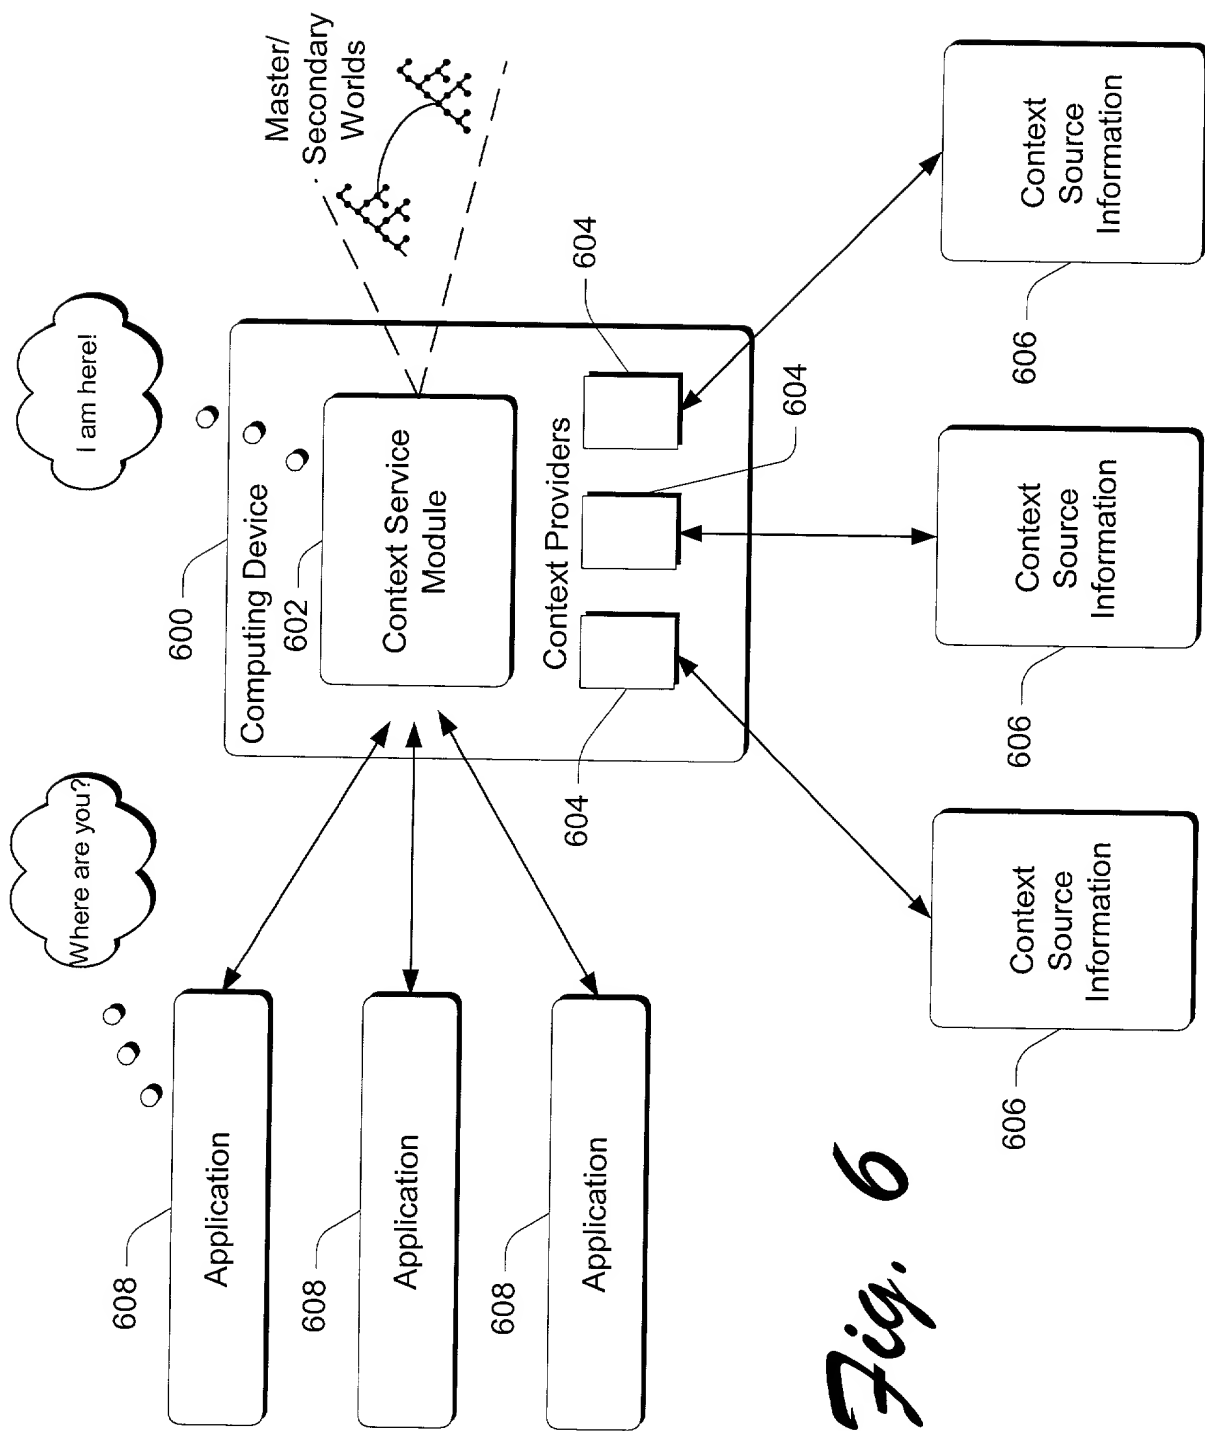 Where are you?
I am here!
Master/
Secondary
Worlds
600
Computing Device
602
Context Service
Module
Context Providers
604
604
604
608
Application
608
Application
608
Application
606
Context
Source
Information
606
Context
Source
Information
606
Context
Source
Information
Fig. 6